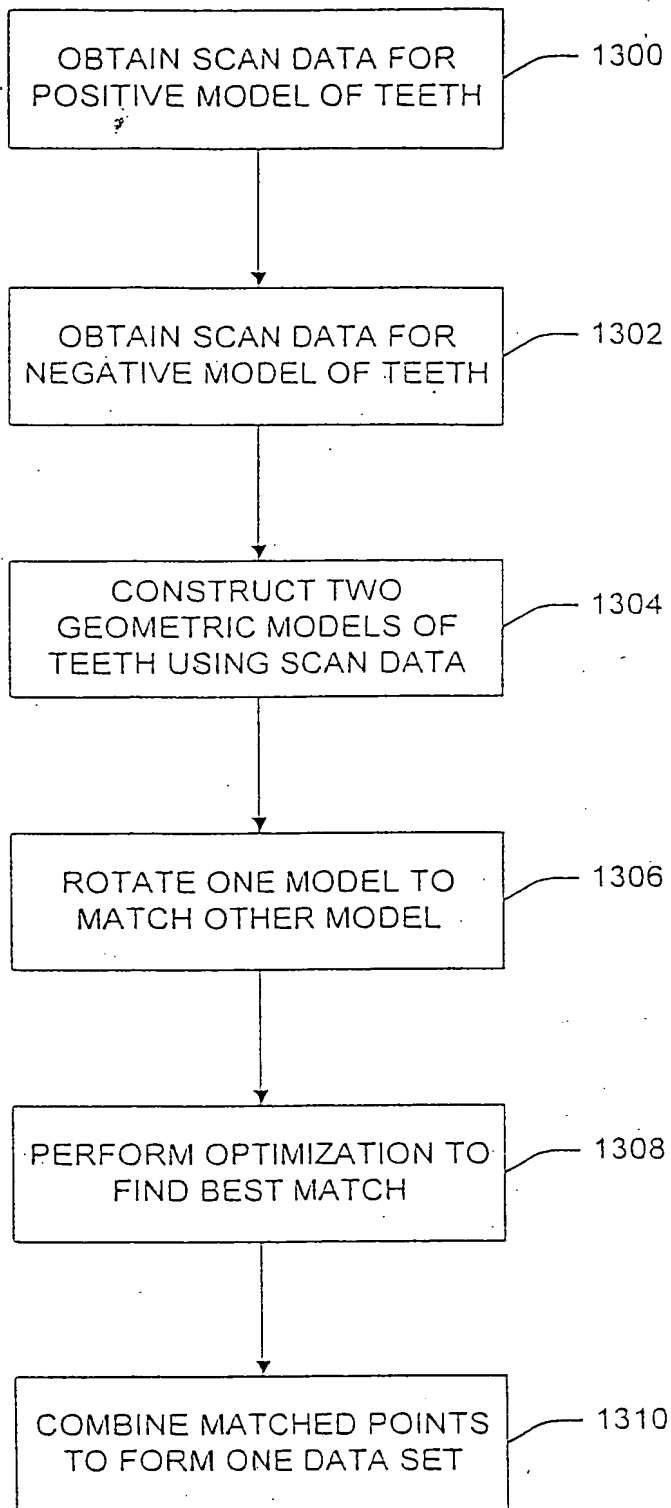 OBTAIN SCAN DATA FOR
POSITIVE MODEL OF TEETH
1300
OBTAIN SCAN DATA FOR
NEGATIVE MODEL OF TEETH
1302
CONSTRUCT TWO
GEOMETRIC MODELS OF
TEETH USING SCAN DATA
1304
ROTATE ONE MODEL TO
MATCH OTHER MODEL
1306
PERFORM OPTIMIZATION TO
FIND BEST MATCH
1308
COMBINE MATCHED POINTS
TO FORM ONE DATA SET
1310